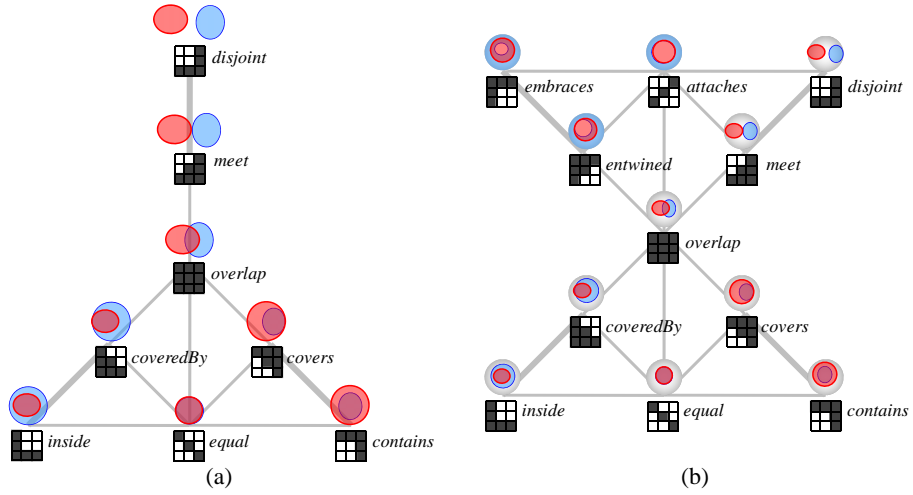 disjoint
meet
overlap
coveredBy
covers
inside
equal
contains
(a)
embraces
attaches
disjoint
entwined
meet
overlap
coveredBy
covers
inside
equal
contains
(b)